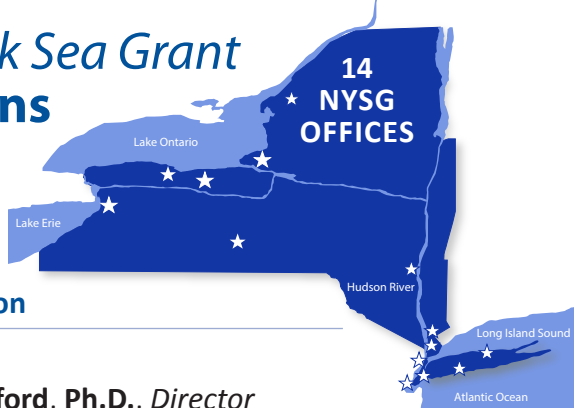 k Sea Grant
ns
14
NYSG
OFFICES
Lake Ontario
Lake Erie
Hudson River
on
Long Island Sound
ford, Ph.D., Director
Atlantic Ocean